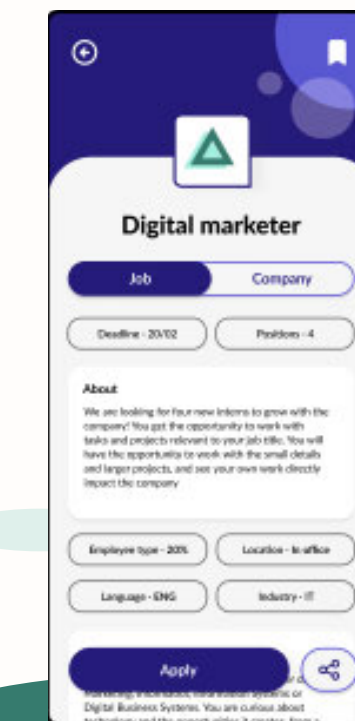 Digital marketer
Job Company
Deadline - 20/02 Positions - 4
About
We are looking for four new interns to grow with the
company! You get the opportunity to work with
tasks and projects relevant to your job title. You will
have the opportunity to work with the small details
and larger projects, and see your own work directly
impact the company
Employee type - 20% Location - In office
Language - ENG Industry - IT
Apply
Digital Business Systems. You are curious about